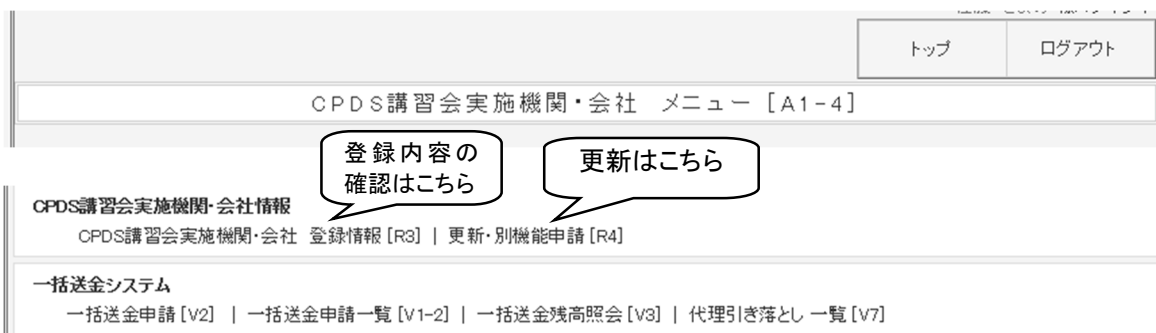 トップ ログアウト
CPDS講習会実施機関・会社 メニュー [A1-4]
登録内容の
確認はこちら
更新はこちら
CPDS講習会実施機関・会社情報
CPDS講習会実施機関・会社 登録情報 [R3] | 更新・別機能申請 [R4]
一括送金システム
一括送金申請 [V2] | 一括送金申請一覧 [V1-2] | 一括送金残高照会 [V3] | 代理引き落とし 一覧 [V7]